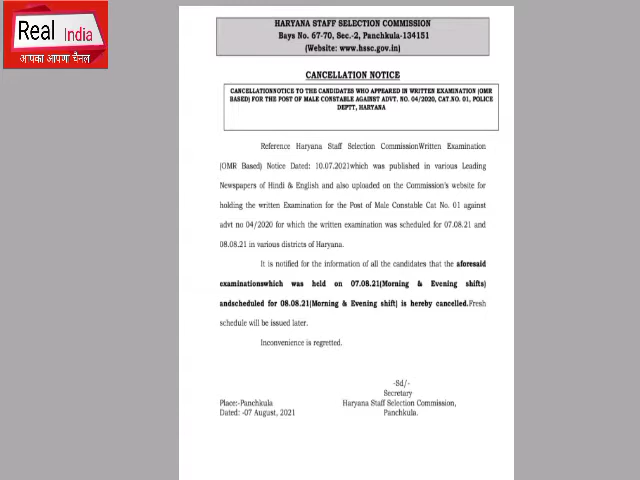 Real India
आपका आपणा चैनल
HARYANA STAFF SELECTION COMMISSION
Bays No. 67-70, Sec.-2, Panchkula-134151
(Website: www.hssc.gov.in)
CANCELLATION NOTICE
CANCELLATIONNOTICE TO THE CANDIDATES WHO APPEARED IN WRITTEN EXAMINATION (OMR
BASED) FOR THE POST OF MALE CONSTABLE AGAINST ADVT. NO. 04/2020, CAT.NO. 01, POLICE
DEPTT, HARYANA
Reference Haryana Staff Selection CommissionWritten Examination
(OMR Based) Notice Dated: 10.07.2021which was published in various Leading
Newspapers of Hindi & English and also uploaded on the Commission's website for
holding the written Examination for the Post of Male Constable Cat No. 01 against
advt no 04/2020 for which the written examination was scheduled for 07.08.21 and
08.08.21 in various districts of Haryana.
It is notified for the information of all the candidates that the aforesaid
examinationswhich was held on 07.08.21(Morning & Evening shifts)
andscheduled for 08.08.21(Morning & Evening shift) is hereby cancelled.Fresh
schedule will be issued later.
Inconvenience is regretted.
-Sd/-
Secretary
Place:-Panchkula Haryana Staff Selection Commission,
Dated: -07 August, 2021 Panchkula.